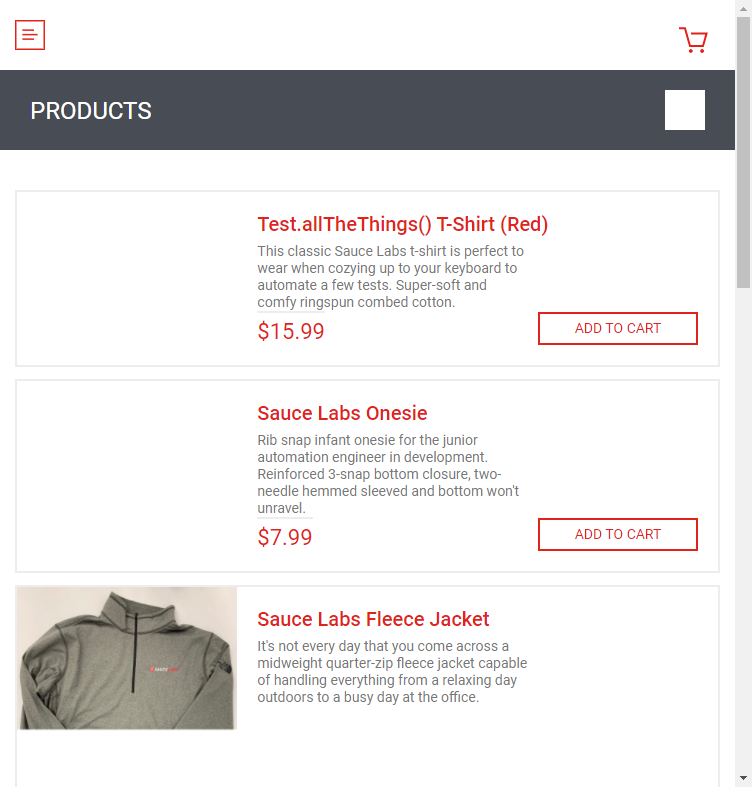 PRODUCTS
Test.allTheThings() T-Shirt (Red)
This classic Sauce Labs t-shirt is perfect to
wear when cozying up to your keyboard to
automate a few tests. Super-soft and
comfy ringspun combed cotton.
$15.99
ADD TO CART
Sauce Labs Onesie
Rib snap infant onesie for the junior
automation engineer in development.
Reinforced 3-snap bottom closure, two-
needle hemmed sleeved and bottom won't
unravel.
$7.99
ADD TO CART
Sauce Labs Fleece Jacket
It's not every day that you come across a
midweight quarter-zip fleece jacket capable
of handling everything from a relaxing day
outdoors to a busy day at the office.